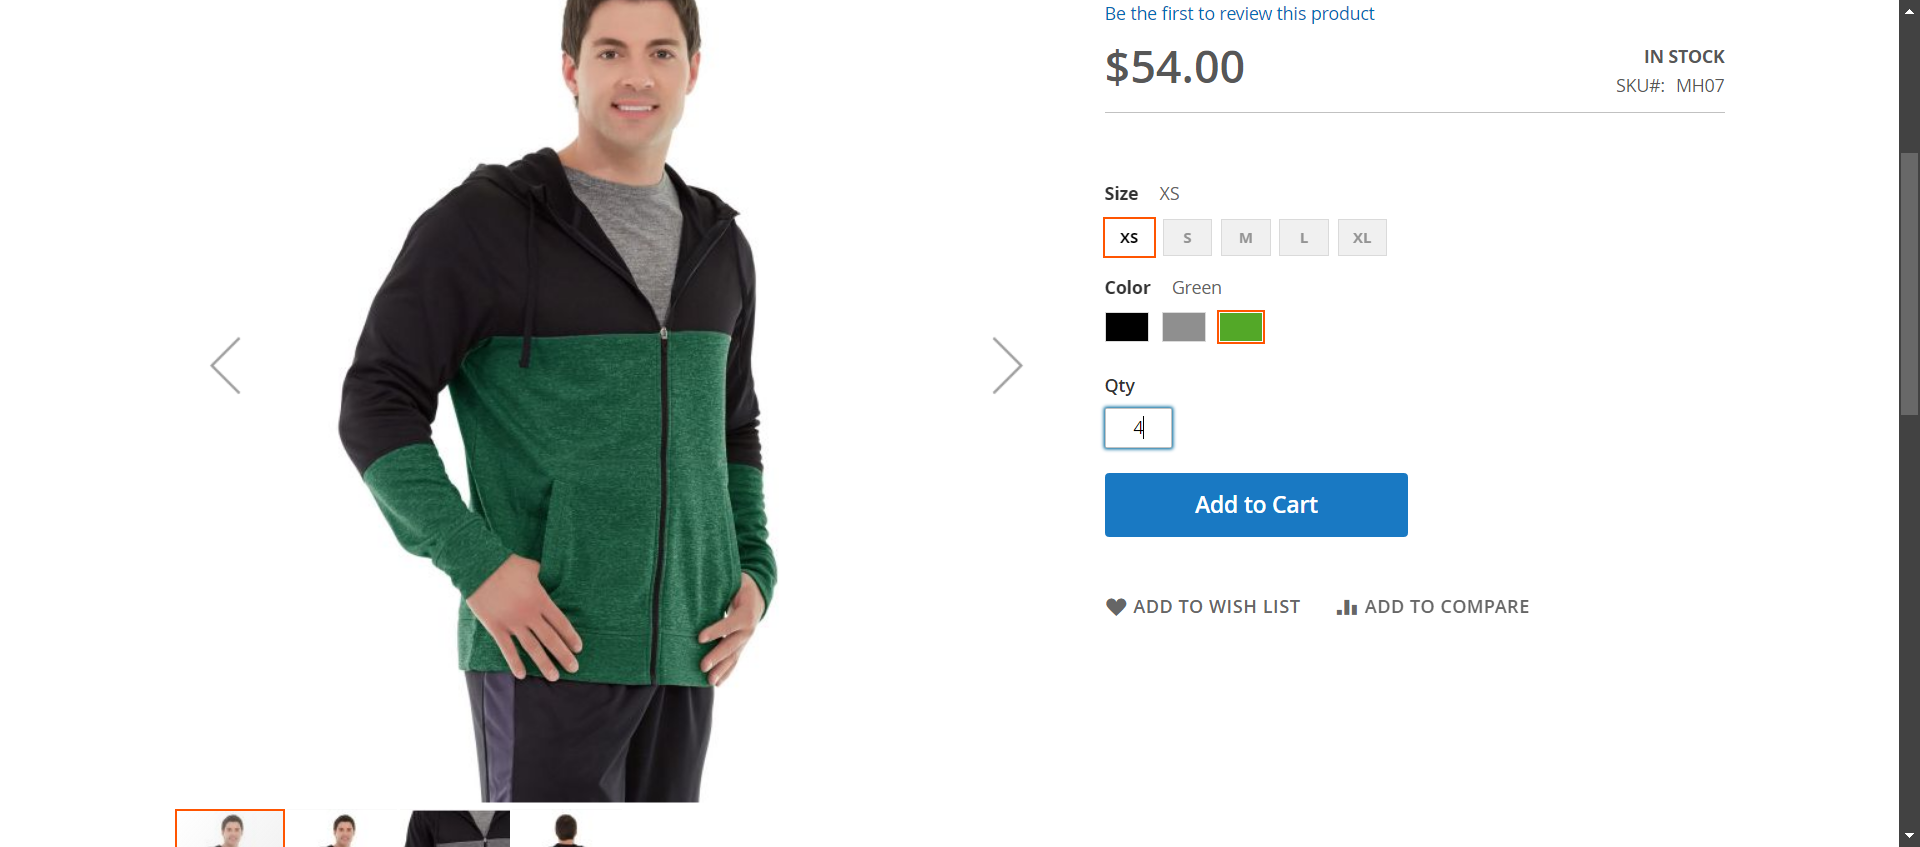 Be the first to review this product
$54.00
IN STOCK
SKU#: MH07
Size XS
XS S M L XL
Color Green
Qty
4
Add to Cart
ADD TO WISH LIST ADD TO COMPARE